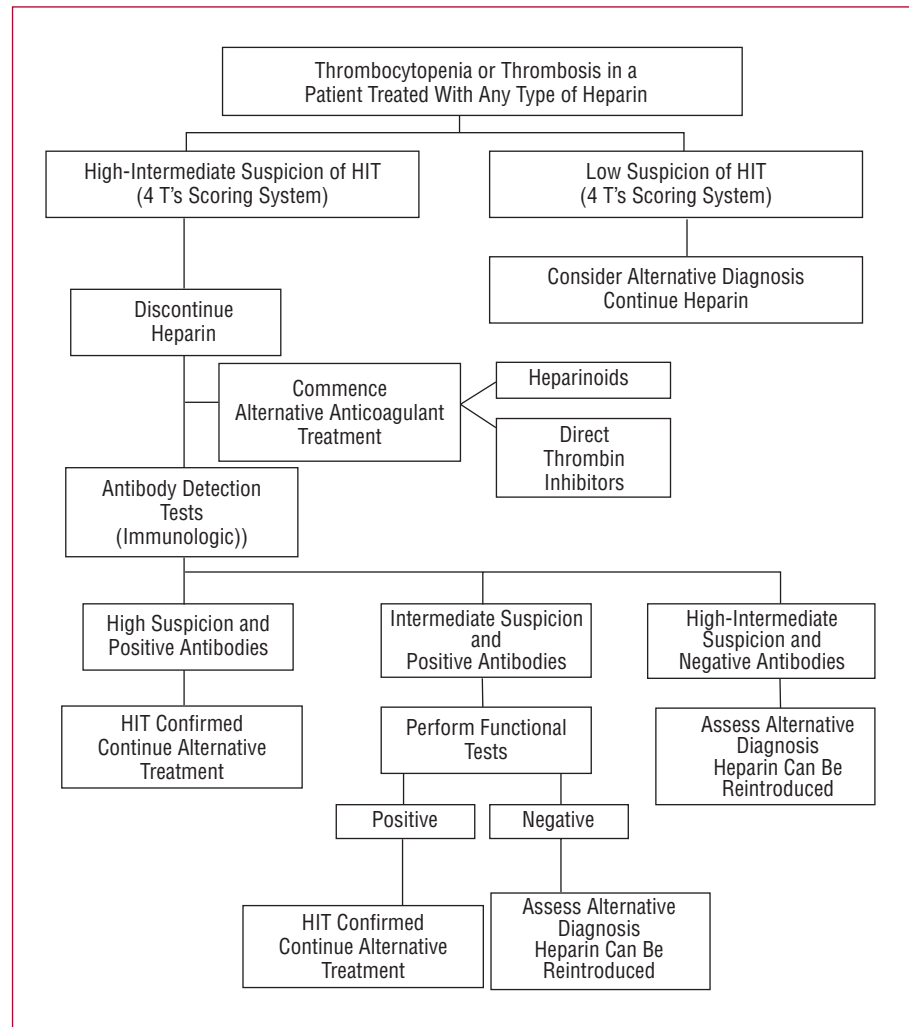 Thrombocytopenia or Thrombosis in a
Patient Treated With Any Type of Heparin
High-Intermediate Suspicion of HIT
(4 T's Scoring System)
Low Suspicion of HIT
(4 T's Scoring System)
Consider Alternative Diagnosis
Continue Heparin
Discontinue
Heparin
Commence
Alternative Anticoagulant
Treatment
Heparinoids
Direct
Thrombin
Inhibitors
Antibody Detection
Tests
(Immunologic))
High Suspicion and
Positive Antibodies
Intermediate Suspicion
and
Positive Antibodies
High-Intermediate
Suspicion and
Negative Antibodies
HIT Confirmed
Continue Alternative
Treatment
Perform Functional
Tests
Assess Alternative
Diagnosis
Heparin Can Be
Reintroduced
Positive
Negative
HIT Confirmed
Continue Alternative
Treatment
Assess Alternative
Diagnosis
Heparin Can Be
Reintroduced